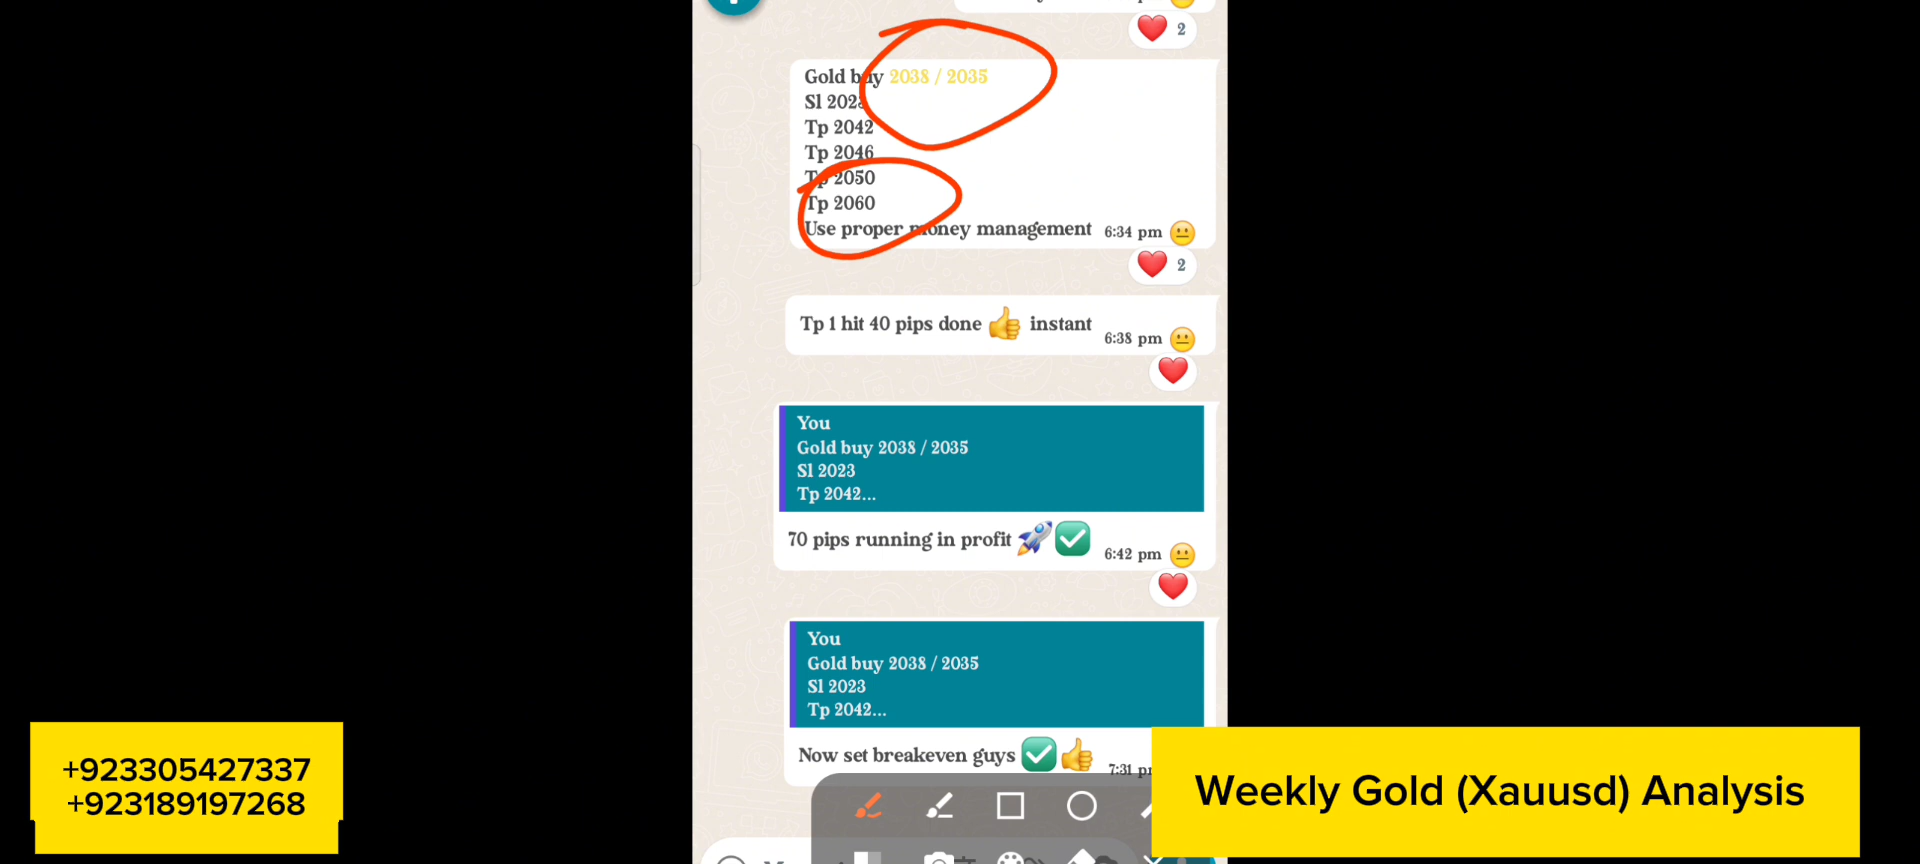 2
Gold buy 2038 / 2035
Sl 2023
Tp 2042
Tp 2046
Tp 2050
Tp 2060
Use proper money management 6:34 pm
2
Tp 1 hit 40 pips done 👍 instant
6:38 pm
You
Gold buy 2038 / 2035
Sl 2023
Tp 2042...
70 pips running in profit 🚀✅
6:42 pm
You
Gold buy 2038 / 2035
Sl 2023
Tp 2042...
Now set breakeven guys ✅👍
7:31
+923305427337
+923189197268
Weekly Gold (Xauusd) Analysis